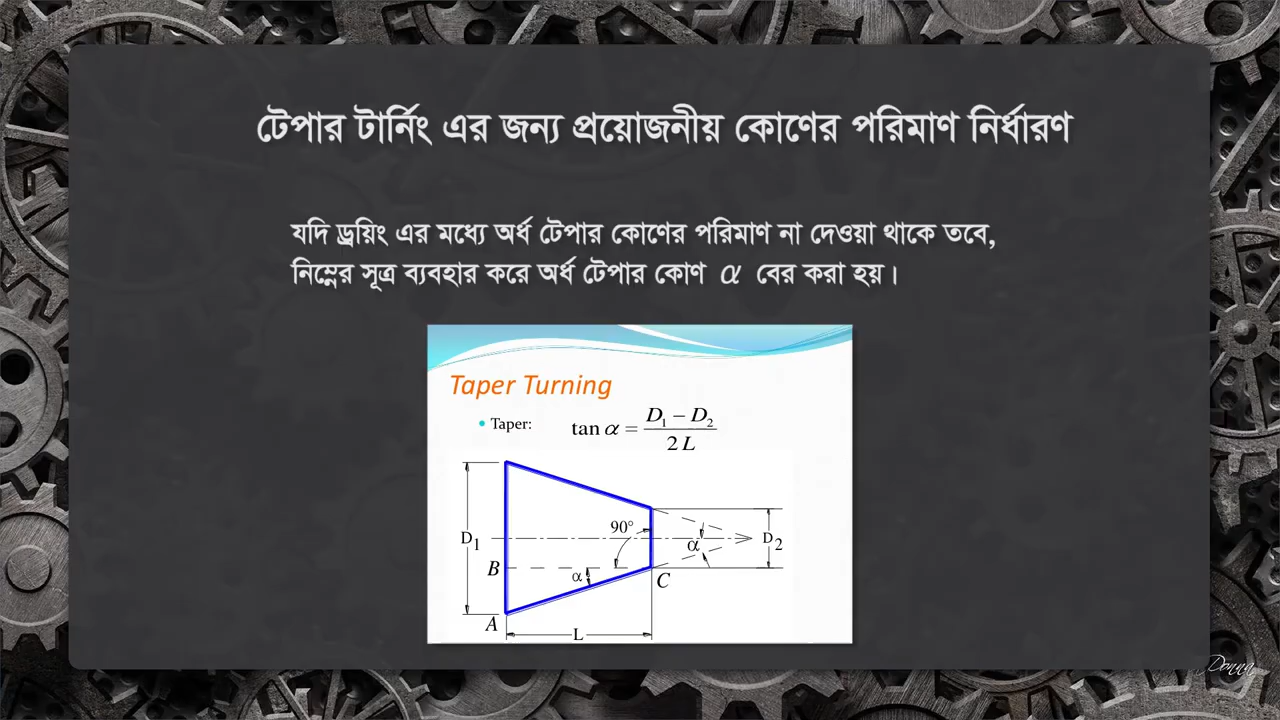 টেপার টার্নিং এর জন্য প্রয়োজনীয় কোণের পরিমাণ নির্ধারণ
যদি ড্রয়িং এর মধ্যে অর্ধ টেপার কোণের পরিমাণ না দেওয়া থাকে তবে,
নিম্নের সূত্র ব্যবহার করে অর্ধ টেপার কোণ α বের করা হয়।
Taper Turning
• Taper: tan α = (D₁ − D₂) / 2L
90°
D₁
α
D₂
B
α
C
A
L
Donna